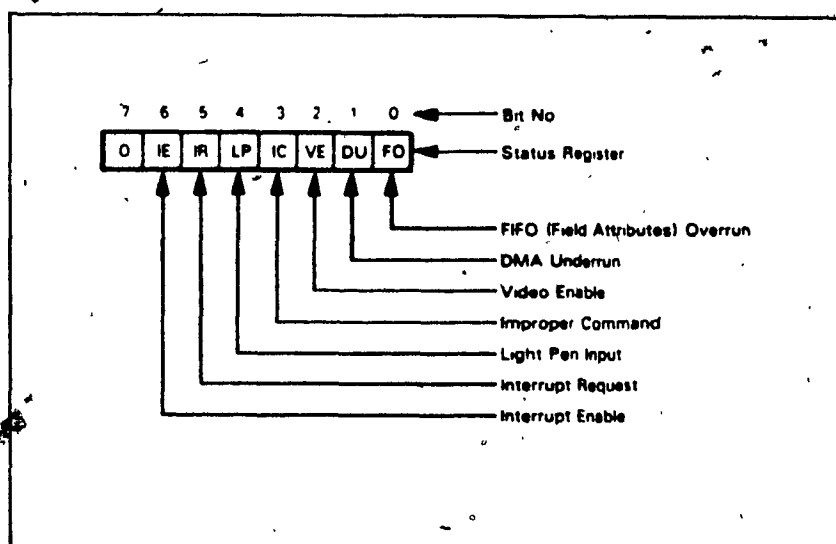 7 6 5 4 3 2 1 0 Bit No
0 IE IR LP IC VE DU FO Status Register
FIFO (Field Attributes) Overrun
DMA Underrun
Video Enable
Improper Command
Light Pen Input
Interrupt Request
Interrupt Enable